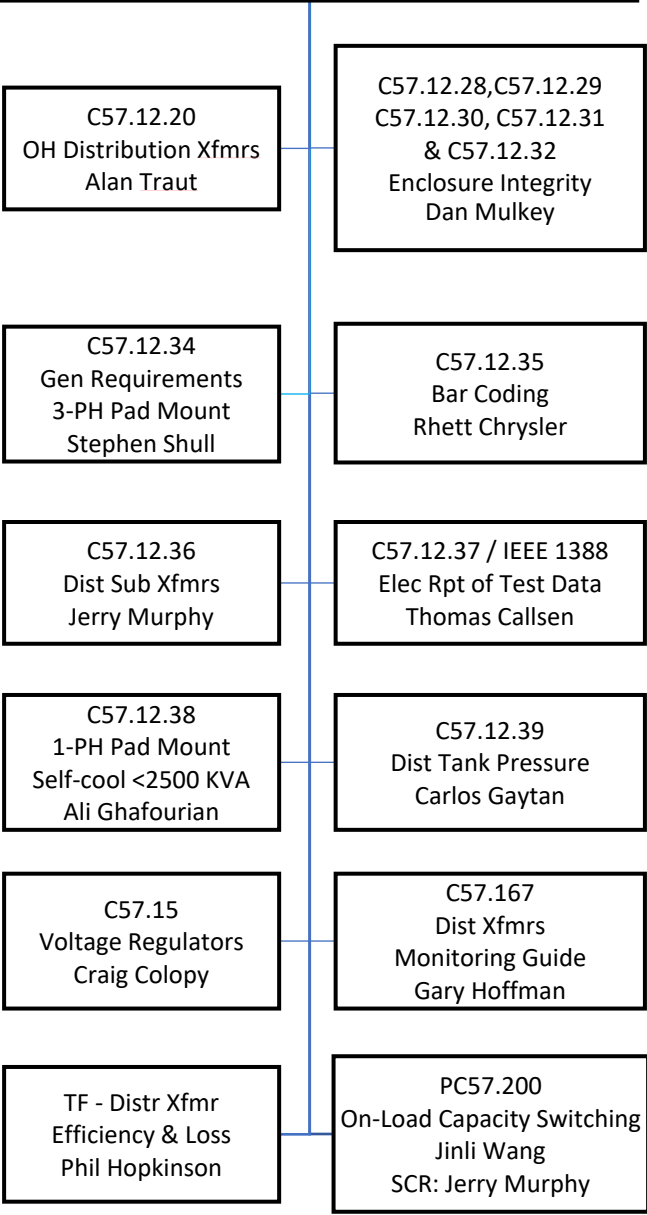 C57.12.20
OH Distribution Xfmrs
Alan Traut
C57.12.28,C57.12.29
C57.12.30, C57.12.31
& C57.12.32
Enclosure Integrity
Dan Mulkey
C57.12.34
Gen Requirements
3-PH Pad Mount
Stephen Shull
C57.12.35
Bar Coding
Rhett Chrysler
C57.12.36
Dist Sub Xfmrs
Jerry Murphy
C57.12.37 / IEEE 1388
Elec Rpt of Test Data
Thomas Callsen
C57.12.38
1-PH Pad Mount
Self-cool <2500 KVA
Ali Ghafourian
C57.12.39
Dist Tank Pressure
Carlos Gaytan
C57.15
Voltage Regulators
Craig Colopy
C57.167
Dist Xfmrs
Monitoring Guide
Gary Hoffman
TF - Distr Xfmr
Efficiency & Loss
Phil Hopkinson
PC57.200
On-Load Capacity Switching
Jinli Wang
SCR: Jerry Murphy